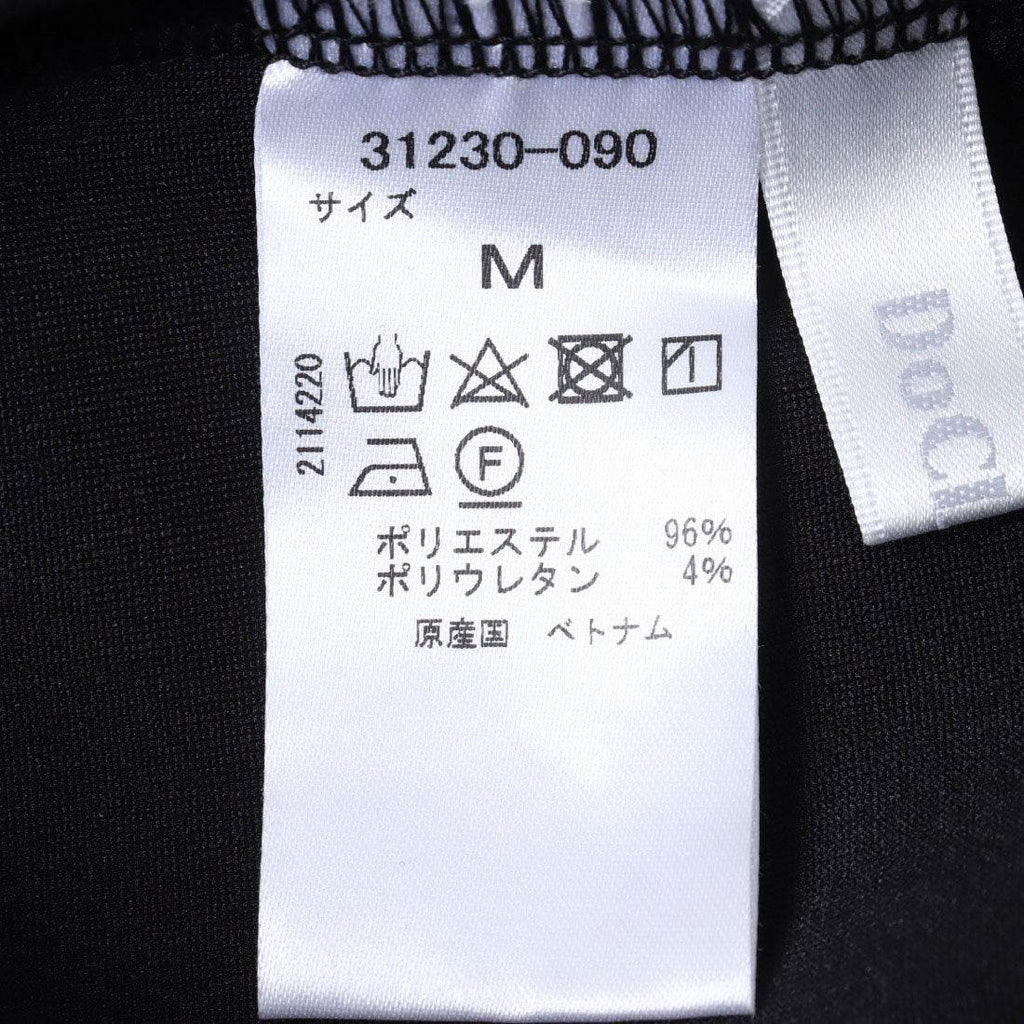 31230-090
サイズ
M
2114220
F
ポリエステル 96%
ポリウレタン 4%
原産国 ベトナム
DoC